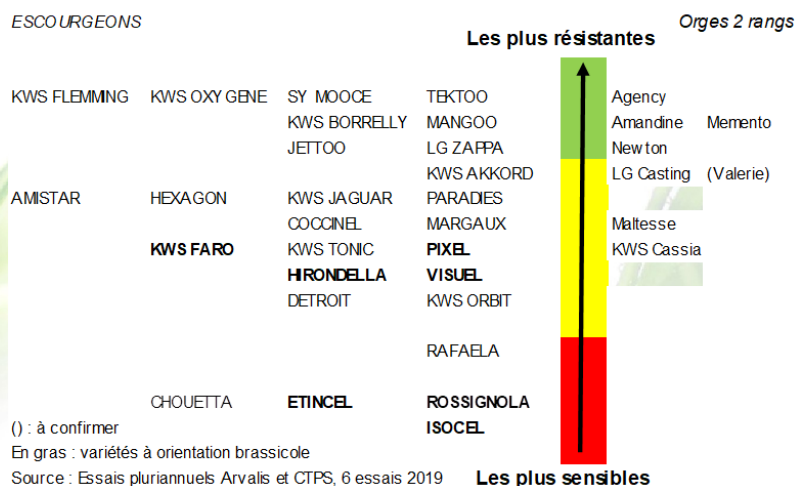 ESCOURGEONS Orges 2 rangs
Les plus résistantes
KWS FLEMMING KWS OXYGENE SY MOOCE TEKTOO Agency
KWS BORRELLY MANGOO Amandine Memento
JETTOO LG ZAPPA Newton
KWS AKKORD LG Casting (Valerie)
AMISTAR HEXAGON KWS JAGUAR PARADIES
COCCINEL MARGAUX Maltesse
KWS FARO KWS TONIC PIXEL KWS Cassia
HIRONDELLA VISUEL
DETROIT KWS ORBIT
RAFAELA
CHOUETTA ETINCEL ROSSIGNOLA
() : à confirmer ISOCEL
En gras : variétés à orientation brassicole
Source : Essais pluriannuels Arvalis et CTPS, 6 essais 2019 Les plus sensibles